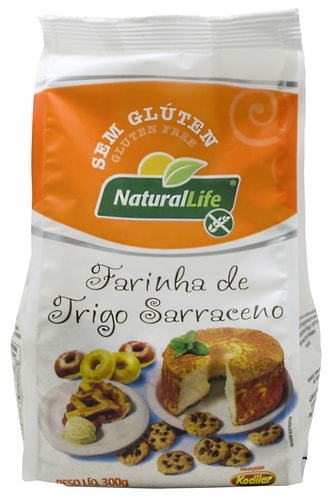 SEM GLÚTEN
GLUTEN FREE
NaturalLife®
Farinha de
Trigo Sarraceno
PESO LÍQ. 300g
Kodilar